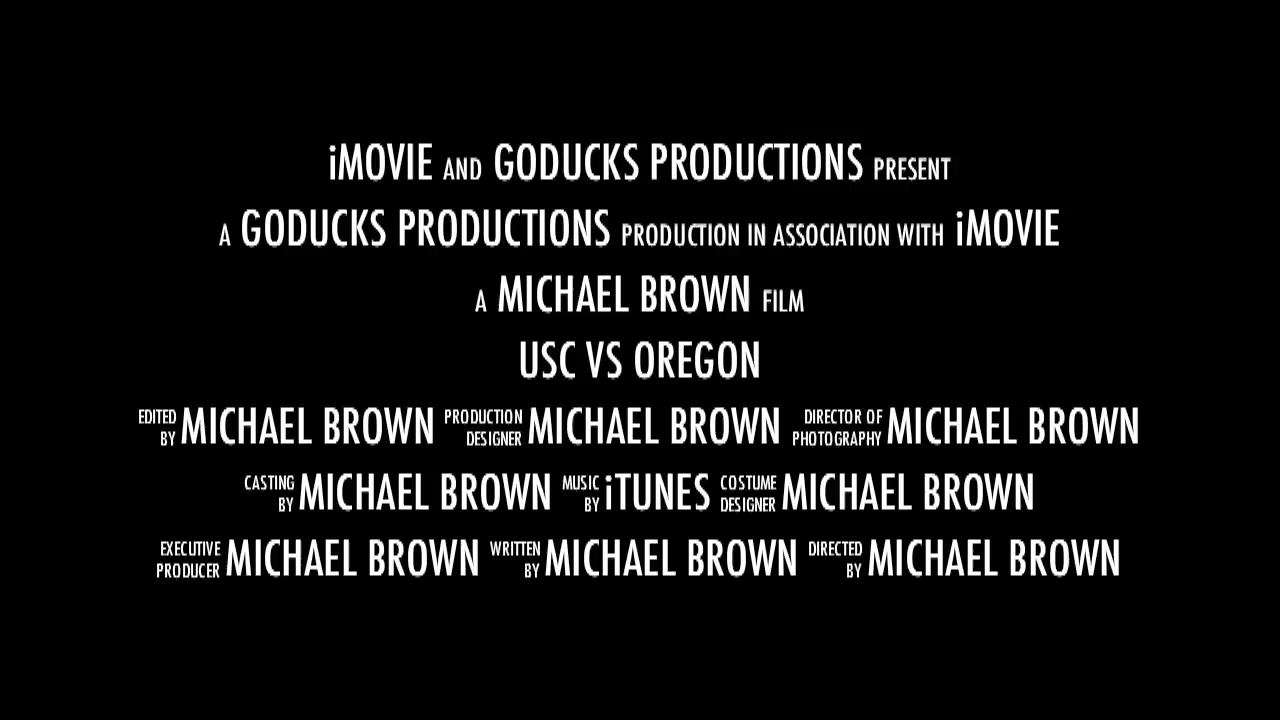 iMOVIE AND GODUCKS PRODUCTIONS PRESENT
A GODUCKS PRODUCTIONS PRODUCTION IN ASSOCIATION WITH iMOVIE
A MICHAEL BROWN FILM
USC VS OREGON
EDITED BY MICHAEL BROWN PRODUCTION DESIGNER MICHAEL BROWN DIRECTOR OF PHOTOGRAPHY MICHAEL BROWN
CASTING BY MICHAEL BROWN MUSIC BY iTUNES COSTUME DESIGNER MICHAEL BROWN
EXECUTIVE PRODUCER MICHAEL BROWN WRITTEN BY MICHAEL BROWN DIRECTED BY MICHAEL BROWN